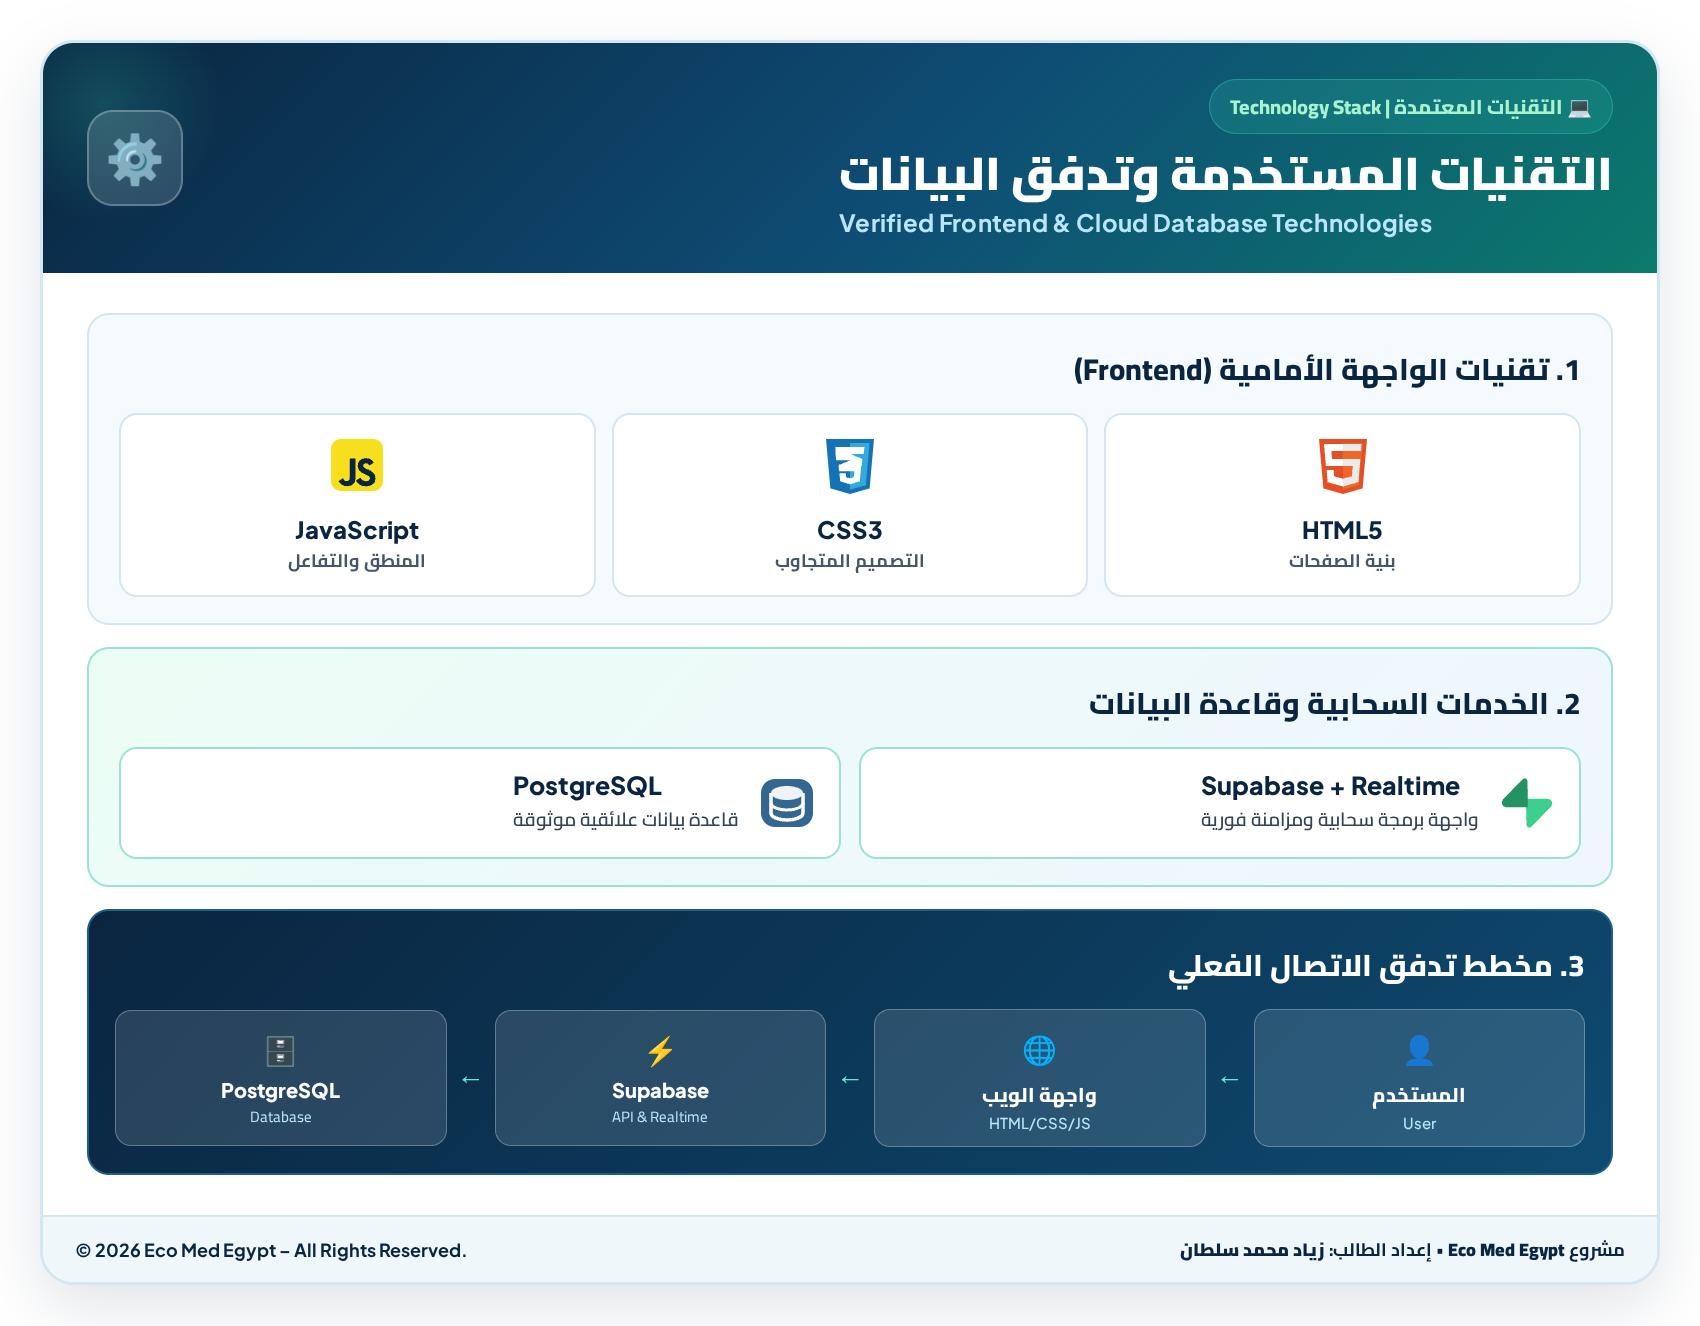 💻 التقنيات المعتمدة | Technology Stack
التقنيات المستخدمة وتدفق البيانات
Verified Frontend & Cloud Database Technologies
1. تقنيات الواجهة الأمامية (Frontend)
HTML5
بنية الصفحات
CSS3
التصميم المتجاوب
JS
JavaScript
المنطق والتفاعل
2. الخدمات السحابية وقاعدة البيانات
Supabase + Realtime
واجهة برمجة سحابية ومزامنة فورية
PostgreSQL
قاعدة بيانات علائقية موثوقة
3. مخطط تدفق الاتصال الفعلي
المستخدم
User
←
واجهة الويب
HTML/CSS/JS
←
Supabase
API & Realtime
←
PostgreSQL
Database
مشروع Eco Med Egypt • إعداد الطالب: زياد محمد سلطان
© 2026 Eco Med Egypt – All Rights Reserved.